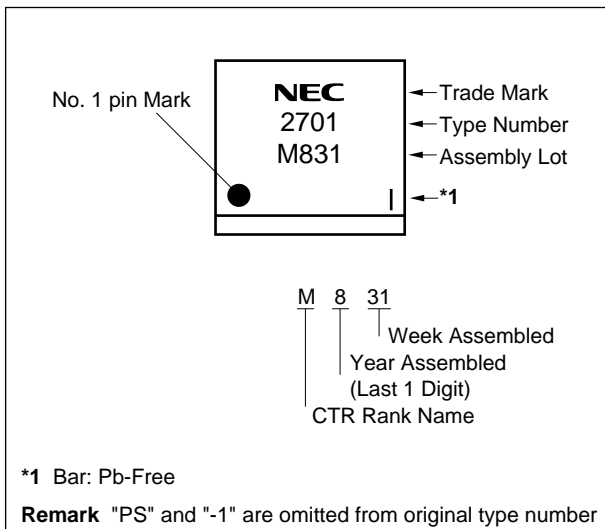 No. 1 pin Mark
NEC
2701
M831
Trade Mark
Type Number
Assembly Lot
*1
M 8 31
Week Assembled
Year Assembled
(Last 1 Digit)
CTR Rank Name
*1 Bar: Pb-Free
Remark "PS" and "-1" are omitted from original type number